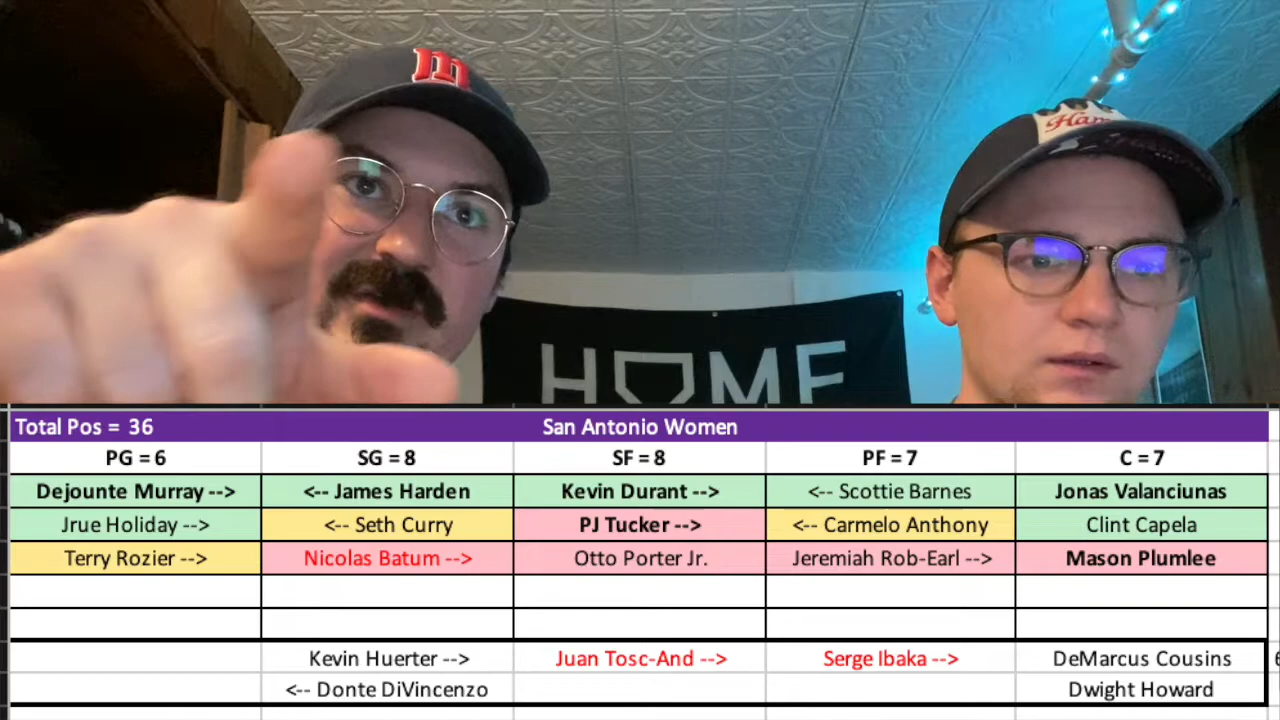 m
Ham
HOME
Total Pos = 36 San Antonio Women
PG = 6 SG = 8 SF = 8 PF = 7 C = 7
Dejounte Murray --> <-- James Harden Kevin Durant --> <-- Scottie Barnes Jonas Valanciunas
Jrue Holiday --> <-- Seth Curry PJ Tucker --> <-- Carmelo Anthony Clint Capela
Terry Rozier --> Nicolas Batum --> Otto Porter Jr. Jeremiah Rob-Earl --> Mason Plumlee
Kevin Huerter --> Juan Tosc-And --> Serge Ibaka --> DeMarcus Cousins
<-- Donte DiVincenzo Dwight Howard